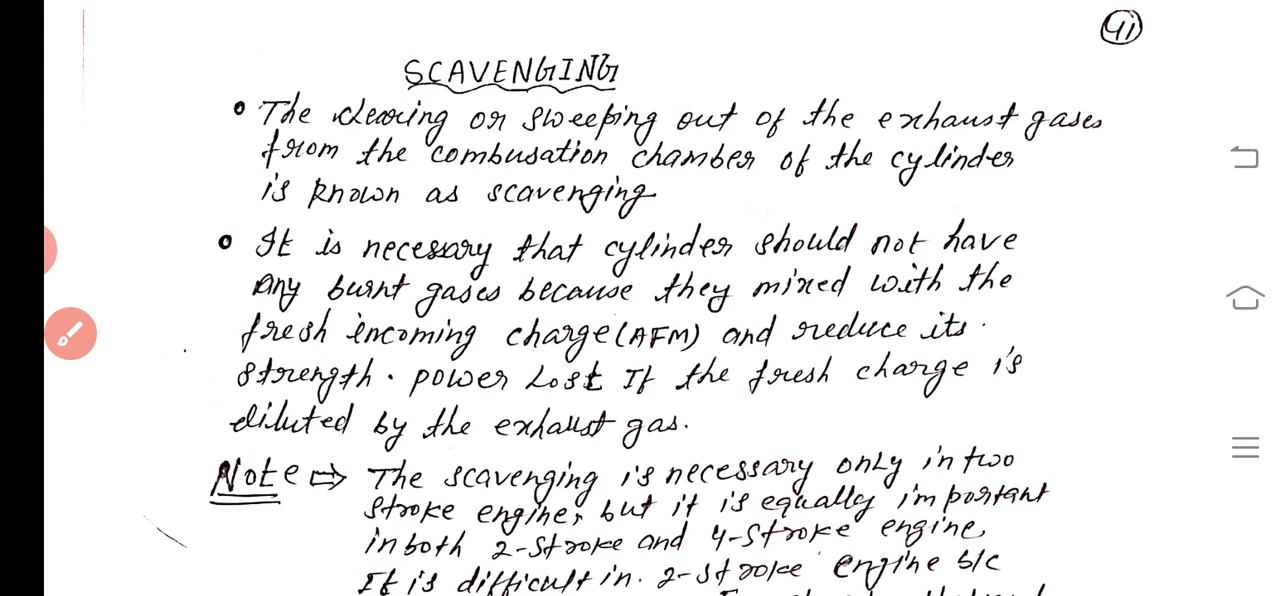 41
SCAVENGING
• The clearing or sweeping out of the exhaust gases
from the combusation chamber of the cylinder
is known as scavenging
• It is necessary that cylinder should not have
any burnt gases because they mixed with the
fresh incoming charge (AFM) and reduce its.
strength. power Lost If the fresh charge is
diluted by the exhaust gas.
Note ⇒ The scavenging is necessary only in two
stroke engine, but it is equally important
in both 2-stroke and 4-stroke engine
It is difficult in. 2-stroke engine b/c